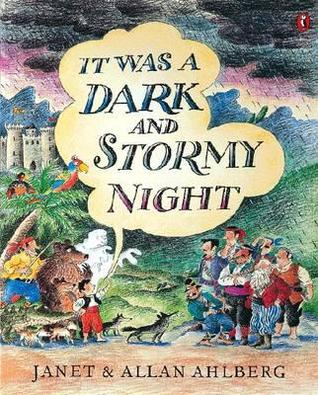 IT WAS A
DARK
AND
STORMY
NIGHT
JANET & ALLAN AHLBERG